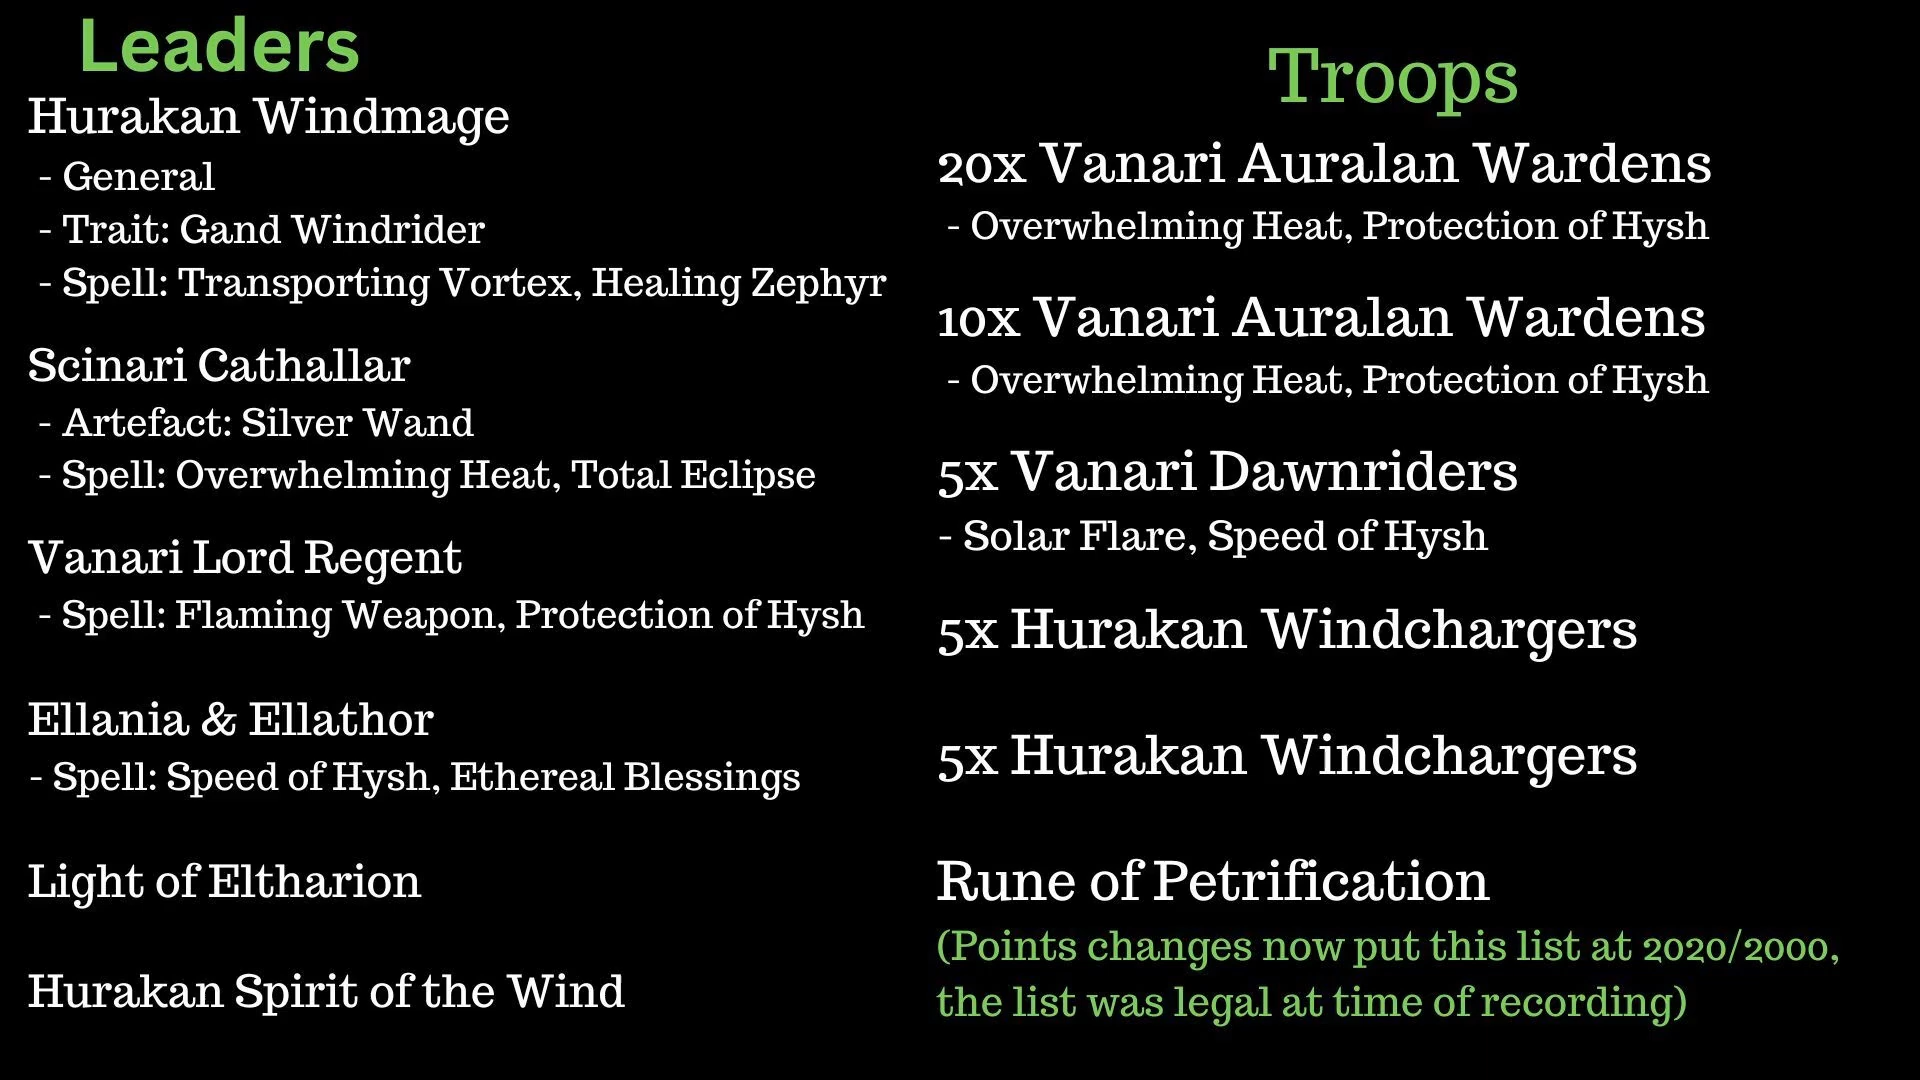 Leaders
Hurakan Windmage
- General
- Trait: Gand Windrider
- Spell: Transporting Vortex, Healing Zephyr
Scinari Cathallar
- Artefact: Silver Wand
- Spell: Overwhelming Heat, Total Eclipse
Vanari Lord Regent
- Spell: Flaming Weapon, Protection of Hysh
Ellania & Ellathor
- Spell: Speed of Hysh, Ethereal Blessings
Light of Eltharion
Hurakan Spirit of the Wind
Troops
20x Vanari Auralan Wardens
- Overwhelming Heat, Protection of Hysh
10x Vanari Auralan Wardens
- Overwhelming Heat, Protection of Hysh
5x Vanari Dawnriders
- Solar Flare, Speed of Hysh
5x Hurakan Windchargers
5x Hurakan Windchargers
Rune of Petrification
(Points changes now put this list at 2020/2000,
the list was legal at time of recording)